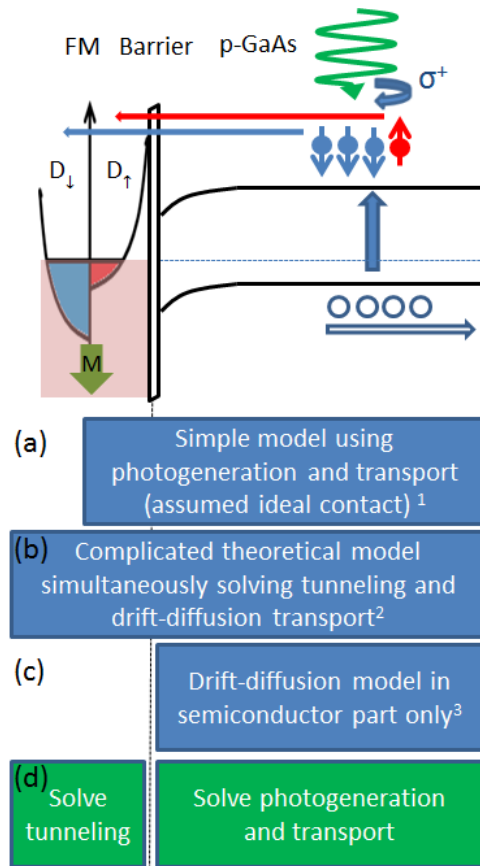 FM Barrier p-GaAs
σ⁺
D↓ D↑
M
(a)
Simple model using
photogeneration and transport
(assumed ideal contact) ¹
(b)
Complicated theoretical model
simultaneously solving tunneling and
drift-diffusion transport²
(c)
Drift-diffusion model in
semiconductor part only³
(d)
Solve
tunneling
Solve photogeneration
and transport